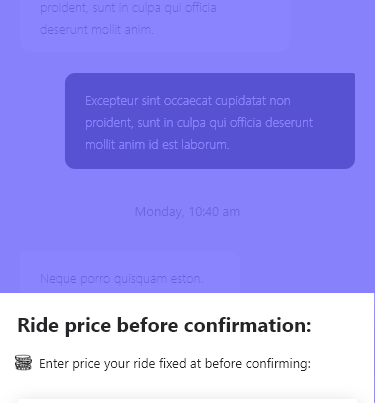 proident, sunt in culpa qui officia
deserunt mollit anim.
Excepteur sint occaecat cupidatat non
proident, sunt in culpa qui officia deserunt
mollit anim id est laborum.
Monday, 10:40 am
Neque porro quisquam eston.
Ride price before confirmation:
Enter price your ride fixed at before confirming: